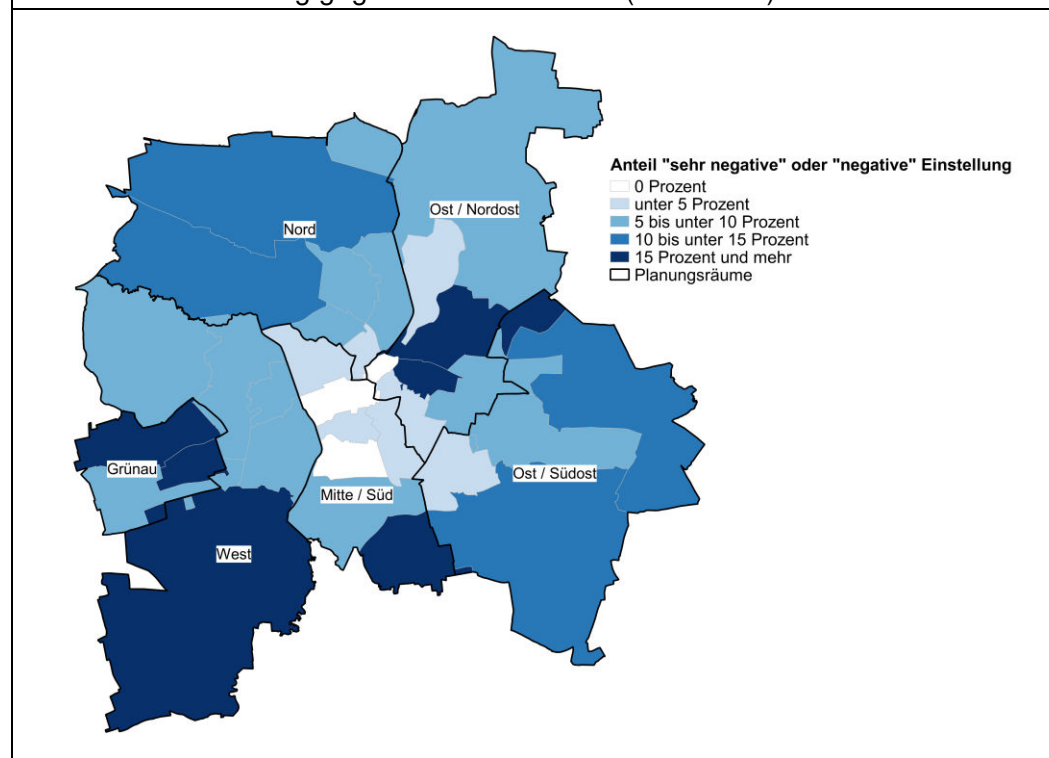 Anteil "sehr negative" oder "negative" Einstellung
0 Prozent
unter 5 Prozent
5 bis unter 10 Prozent
10 bis unter 15 Prozent
15 Prozent und mehr
Planungsräume
Ost / Nordost
Nord
Grünau
Mitte / Süd
Ost / Südost
West